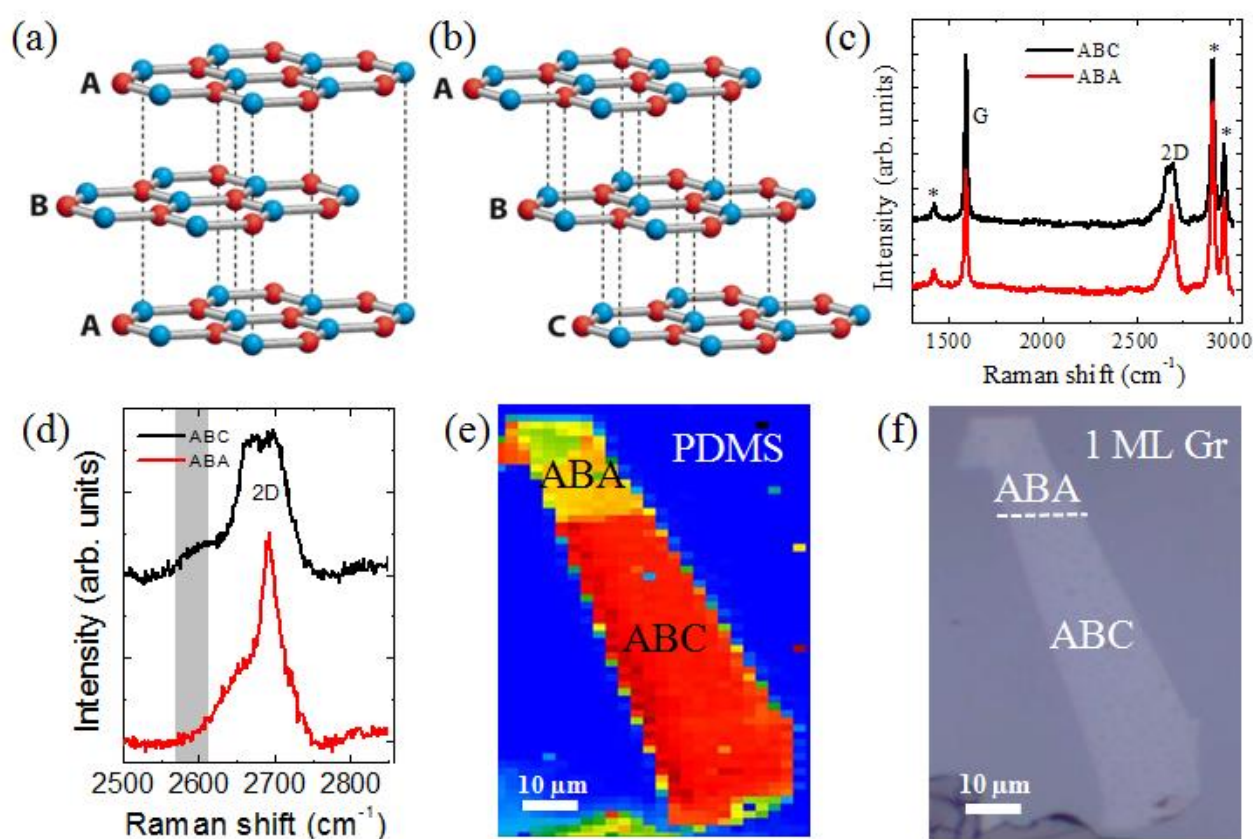 (a)
A
B
A
(b)
A
B
C
(c)
ABC
ABA
*
G
2D
*
*
Intensity (arb. units)
1500 2000 2500 3000
Raman shift (cm-1)
(d)
ABC
ABA
2D
Intensity (arb. units)
2500 2600 2700 2800
Raman shift (cm-1)
(e)
PDMS
ABA
ABC
10 µm
(f)
1 ML Gr
ABA
ABC
10 µm